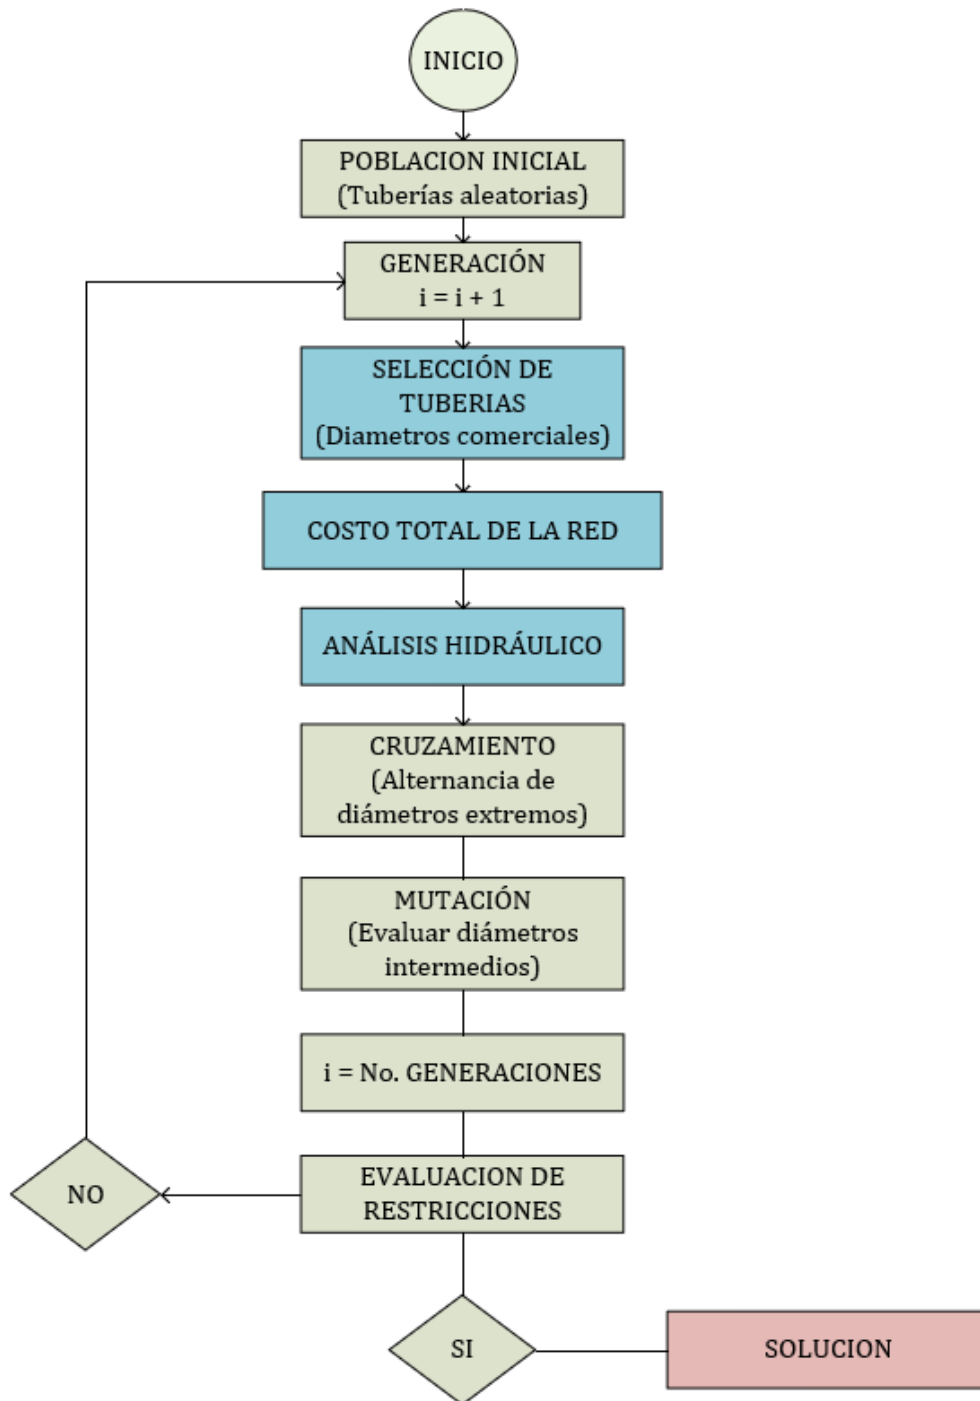 INICIO
POBLACION INICIAL
(Tuberías aleatorias)
GENERACIÓN
i = i + 1
SELECCIÓN DE
TUBERIAS
(Diametros comerciales)
COSTO TOTAL DE LA RED
ANÁLISIS HIDRÁULICO
CRUZAMIENTO
(Alternancia de
diámetros extremos)
MUTACIÓN
(Evaluar diámetros
intermedios)
i = No. GENERACIONES
EVALUACION DE
RESTRICCIONES
NO
SI
SOLUCION